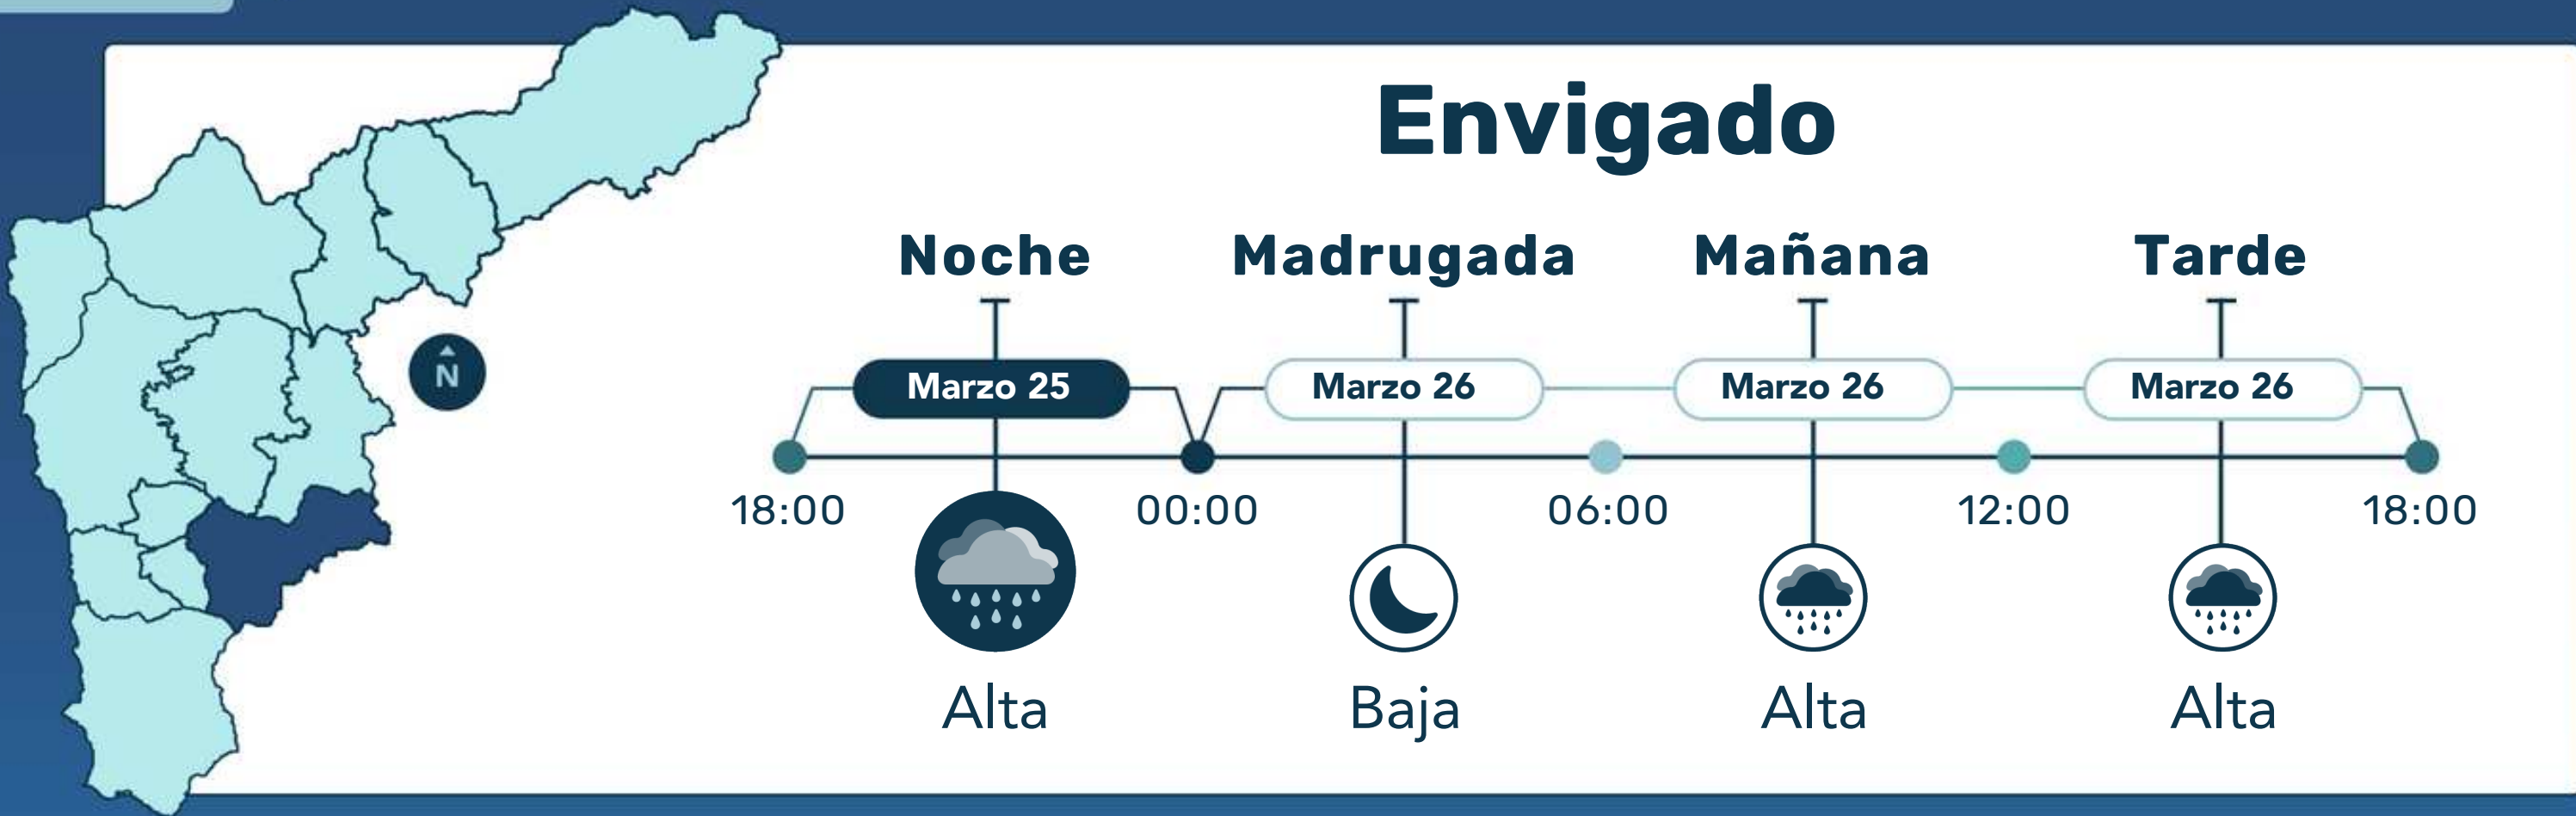 Envigado
Noche Madrugada Mañana Tarde
Marzo 25 Marzo 26 Marzo 26 Marzo 26
N
18:00 00:00 06:00 12:00 18:00
Alta Baja Alta Alta